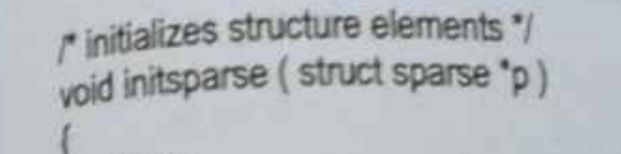 /* initializes structure elements */
void initsparse ( struct sparse *p )
{